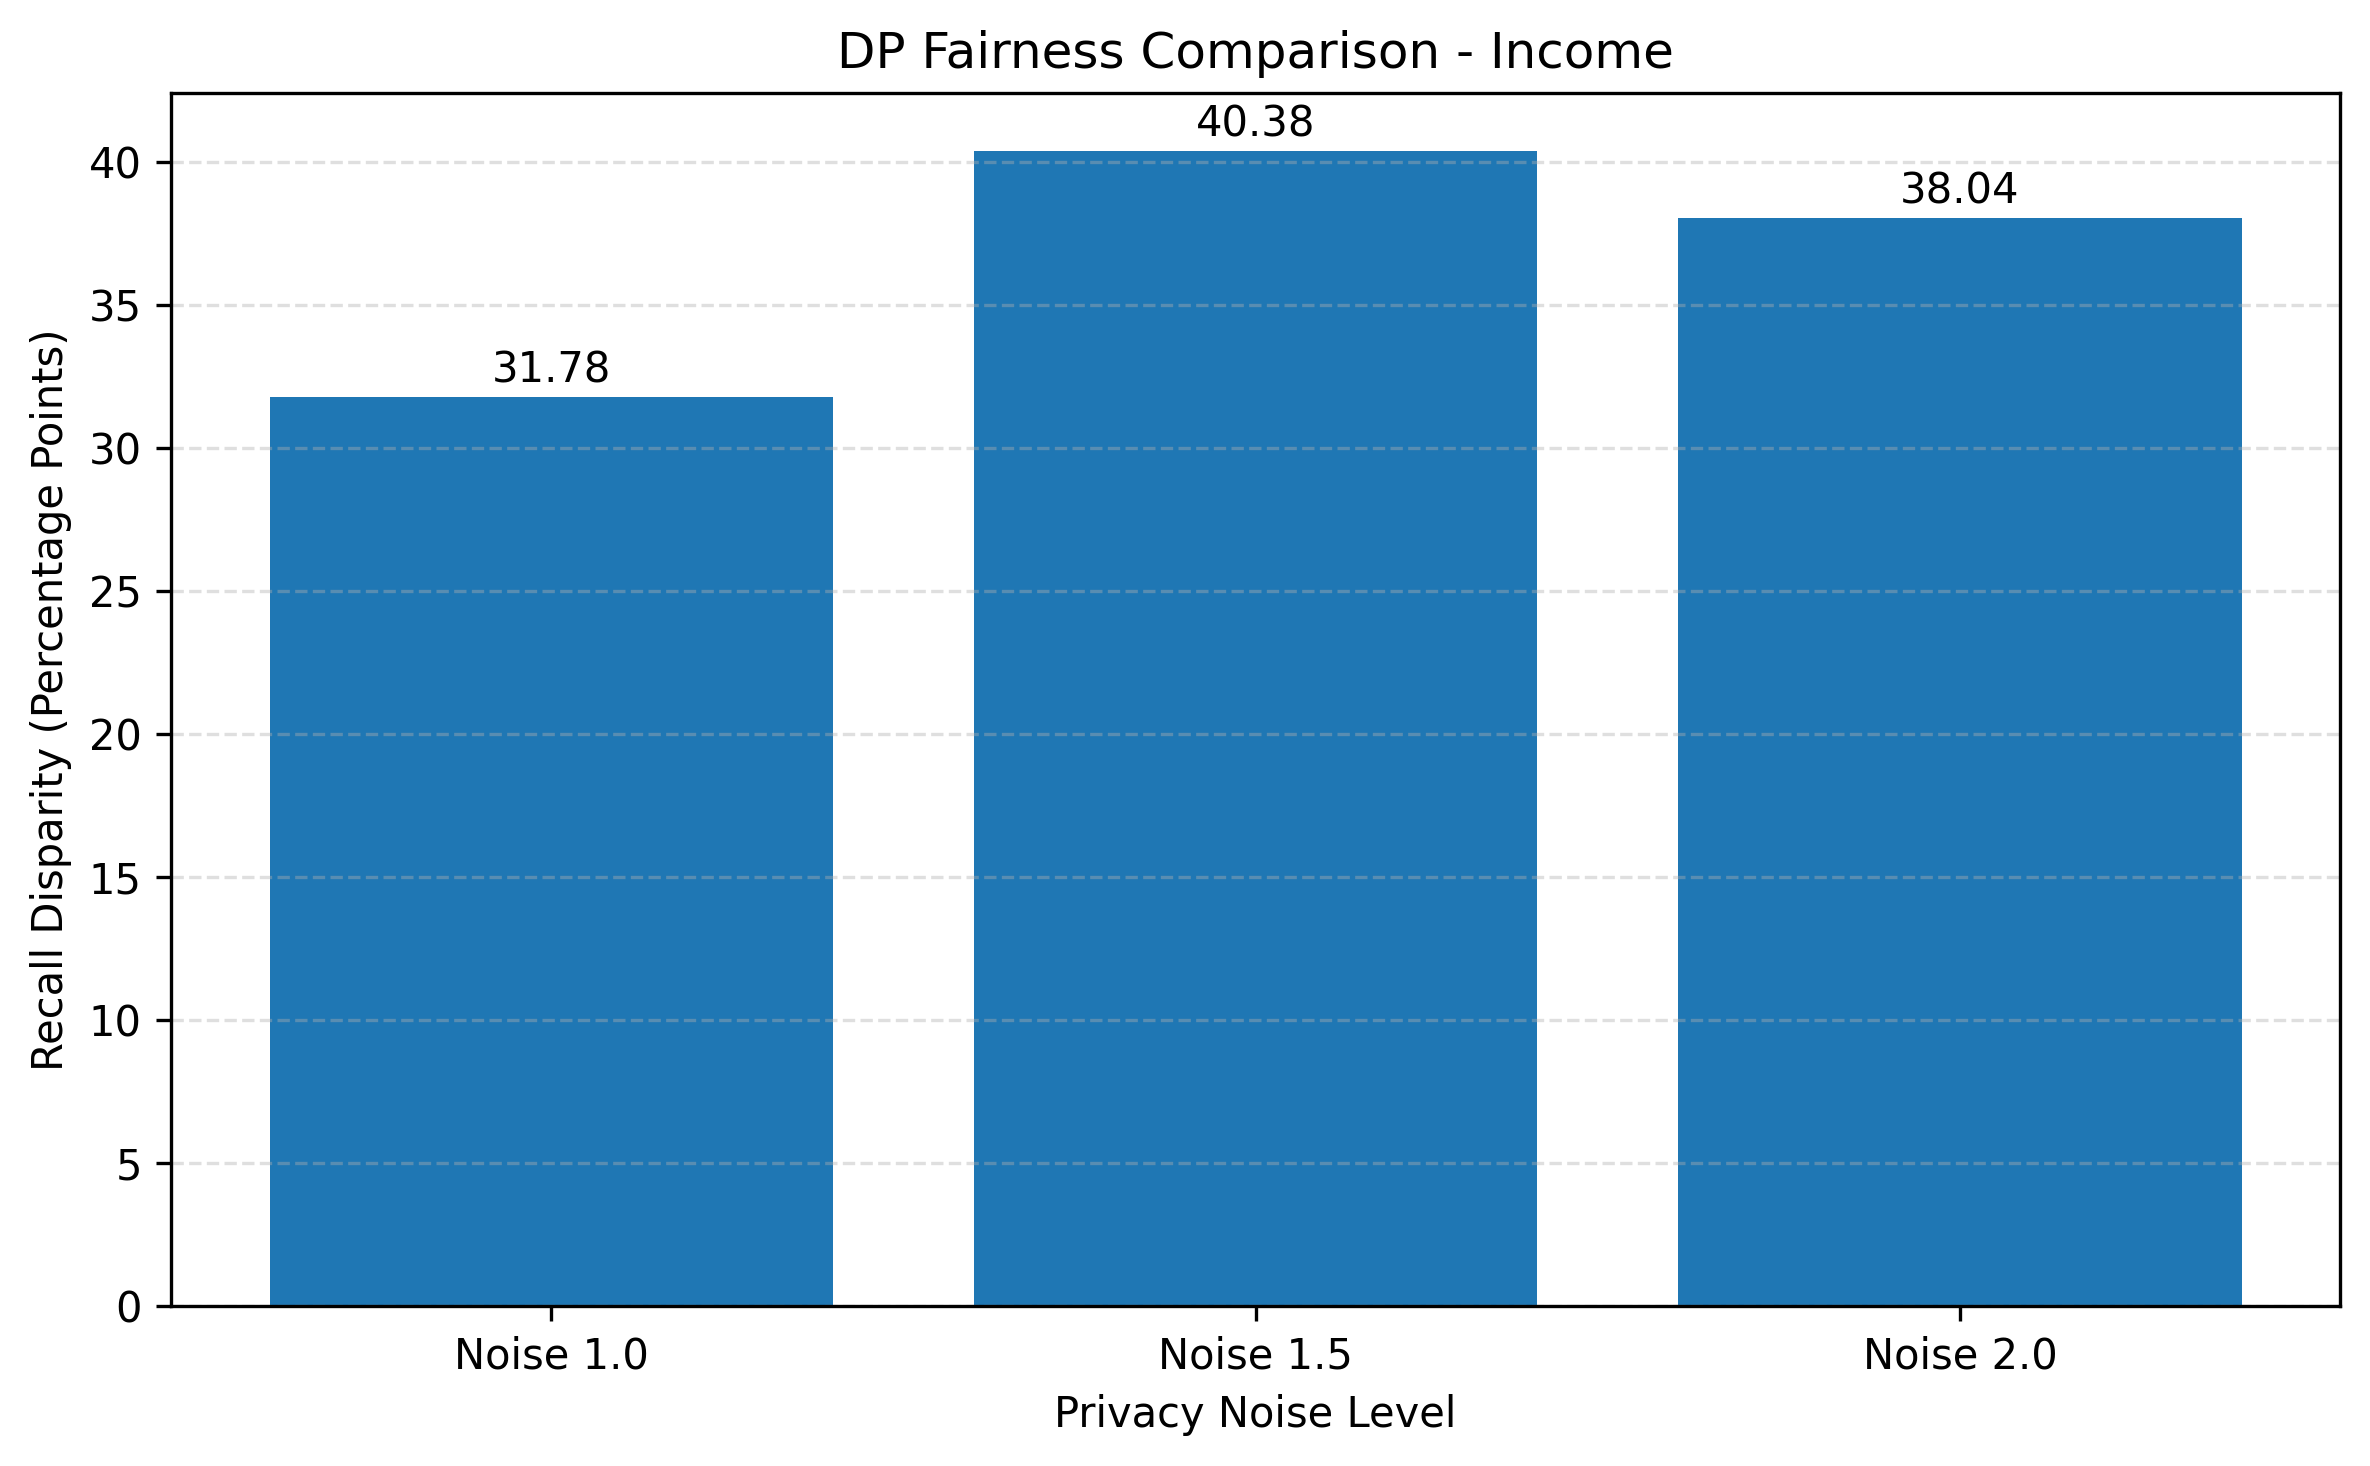 DP Fairness Comparison - Income
Recall Disparity (Percentage Points)
40
35
30
25
20
15
10
5
0
31.78
40.38
38.04
Noise 1.0
Noise 1.5
Noise 2.0
Privacy Noise Level